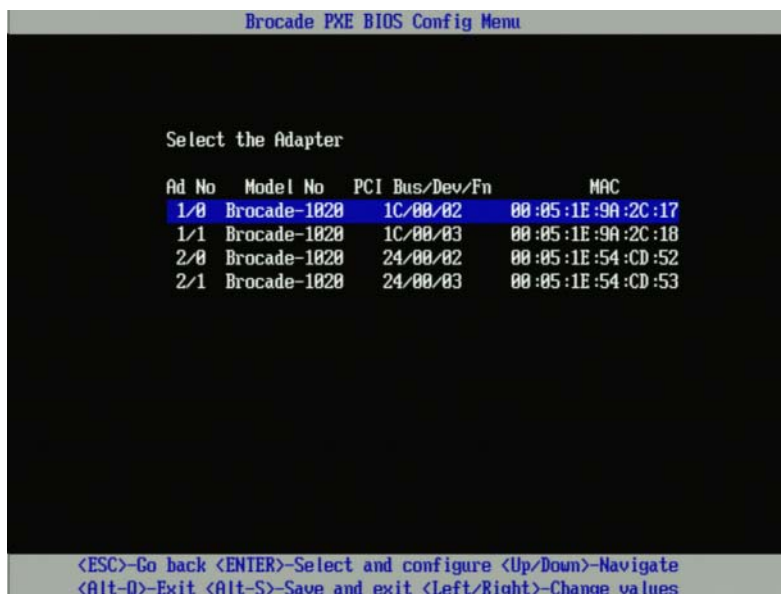 Brocade PXE BIOS Config Menu
Select the Adapter
Ad No Model No PCI Bus/Dev/Fn MAC
1/0 Brocade-1020 1C/00/02 00:05:1E:9A:2C:17
1/1 Brocade-1020 1C/00/03 00:05:1E:9A:2C:18
2/0 Brocade-1020 24/00/02 00:05:1E:54:CD:52
2/1 Brocade-1020 24/00/03 00:05:1E:54:CD:53
<ESC>-Go back <ENTER>-Select and configure <Up/Down>-Navigate
<Alt-Q>-Exit <Alt-S>-Save and exit <Left/Right>-Change values